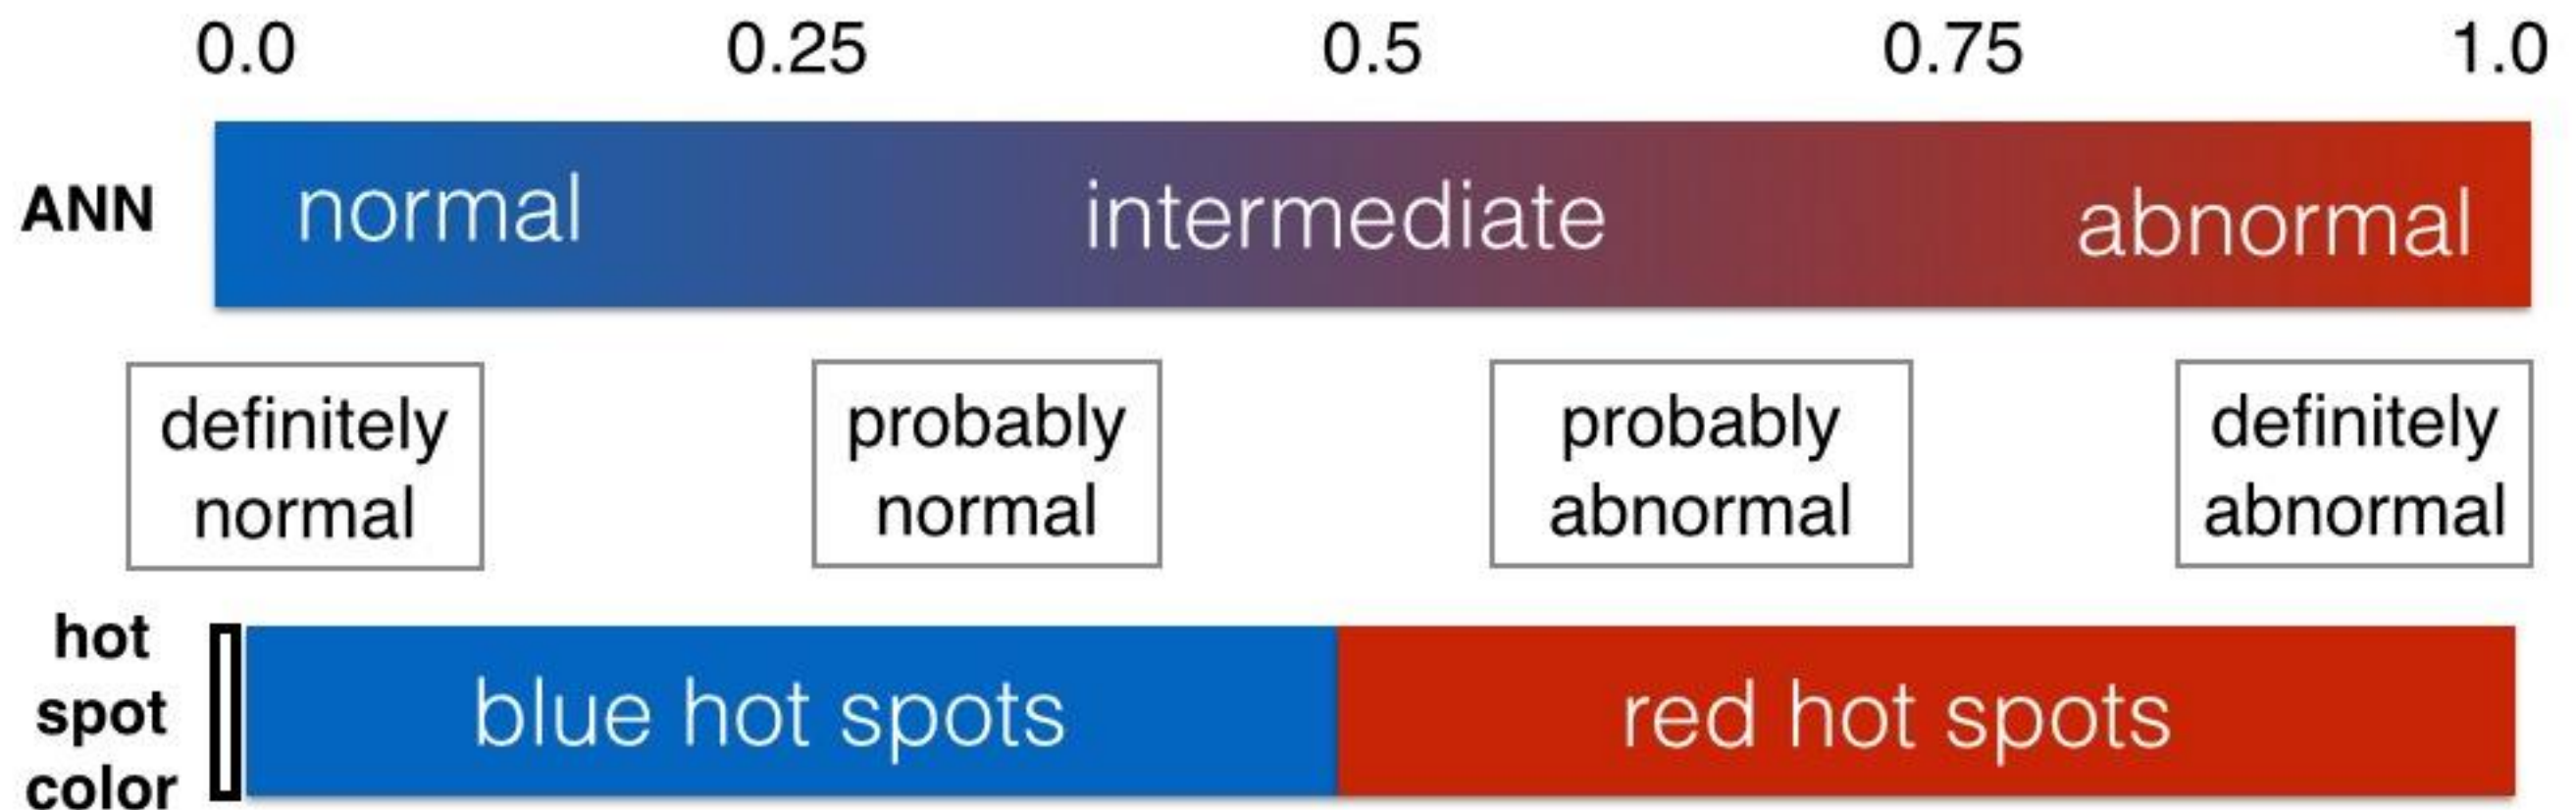 0.0 0.25 0.5 0.75 1.0
ANN normal intermediate abnormal
definitely
normal
probably
normal
probably
abnormal
definitely
abnormal
hot
spot
color
blue hot spots red hot spots